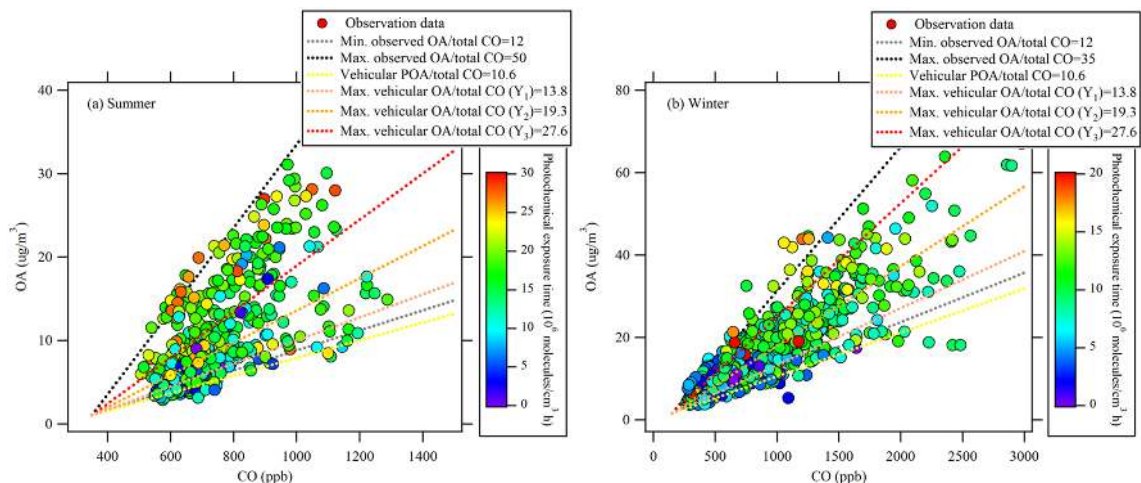 Observation data
Min. observed OA/total CO=12
Max. observed OA/total CO=50
Vehicular POA/total CO=10.6
Max. vehicular OA/total CO (Y₁)=13.8
Max. vehicular OA/total CO (Y₂)=19.3
Max. vehicular OA/total CO (Y₃)=27.6
(a) Summer
40
30
20
10
0
OA (ug/m³)
400
600
800
1000
1200
1400
CO (ppb)
30
25
20
15
10
5
0
Photochemical exposure time (10⁶ molecules/cm³ h)
Observation data
Min. observed OA/total CO=12
Max. observed OA/total CO=35
Vehicular POA/total CO=10.6
Max. vehicular OA/total CO (Y₁)=13.8
Max. vehicular OA/total CO (Y₂)=19.3
Max. vehicular OA/total CO (Y₃)=27.6
(b) Winter
80
60
40
20
0
OA (ug/m³)
0
500
1000
1500
2000
2500
3000
CO (ppb)
20
15
10
5
0
Photochemical exposure time (10⁶ molecules/cm³ h)